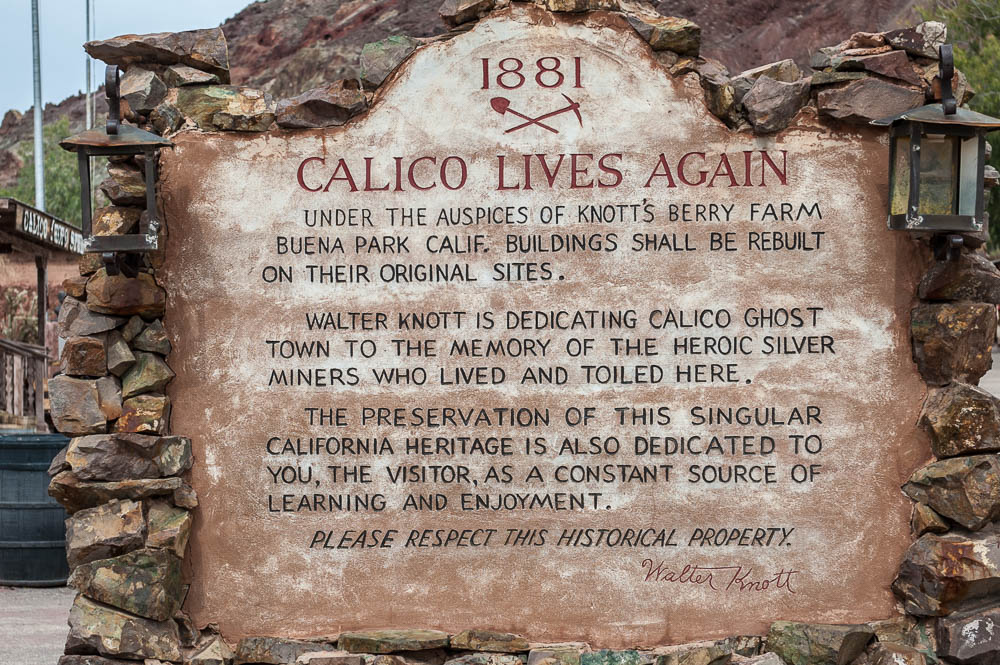 1881
CALICO LIVES AGAIN
UNDER THE AUSPICES OF KNOTT'S BERRY FARM
BUENA PARK CALIF. BUILDINGS SHALL BE REBUILT
ON THEIR ORIGINAL SITES.
WALTER KNOTT IS DEDICATING CALICO GHOST
TOWN TO THE MEMORY OF THE HEROIC SILVER
MINERS WHO LIVED AND TOILED HERE.
THE PRESERVATION OF THIS SINGULAR
CALIFORNIA HERITAGE IS ALSO DEDICATED TO
YOU, THE VISITOR, AS A CONSTANT SOURCE OF
LEARNING AND ENJOYMENT.
PLEASE RESPECT THIS HISTORICAL PROPERTY.
Walter Knott
CALICO